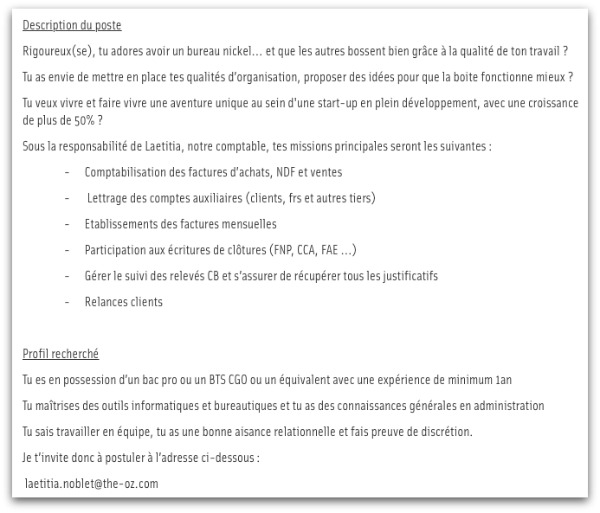 Description du poste
Rigoureux(se), tu adores avoir un bureau nickel... et que les autres bossent bien grâce à la qualité de ton travail ?
Tu as envie de mettre en place tes qualités d'organisation, proposer des idées pour que la boite fonctionne mieux ?
Tu veux vivre et faire vivre une aventure unique au sein d'une start-up en plein développement, avec une croissance
de plus de 50% ?
Sous la responsabilité de Laetitia, notre comptable, tes missions principales seront les suivantes :
- Comptabilisation des factures d'achats, NDF et ventes
- Lettrage des comptes auxiliaires (clients, frs et autres tiers)
- Etablissements des factures mensuelles
- Participation aux écritures de clôtures (FNP, CCA, FAE ...)
- Gérer le suivi des relevés CB et s'assurer de récupérer tous les justificatifs
- Relances clients
Profil recherché
Tu es en possession d'un bac pro ou un BTS CGO ou un équivalent avec une expérience de minimum 1an
Tu maîtrises des outils informatiques et bureautiques et tu as des connaissances générales en administration
Tu sais travailler en équipe, tu as une bonne aisance relationnelle et fais preuve de discrétion.
Je t'invite donc à postuler à l'adresse ci-dessous :
laetitia.noblet@the-oz.com